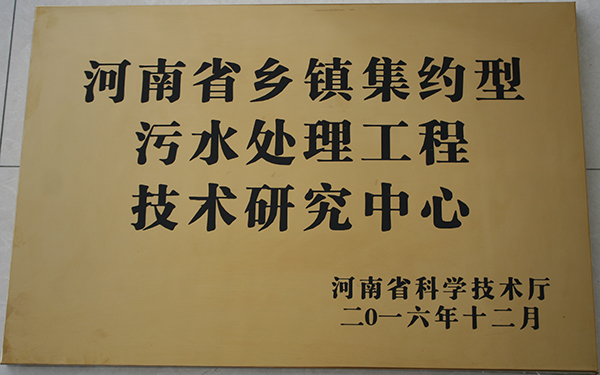 河南省乡镇集约型
污水处理工程
技术研究中心
河南省科学技术厅
二0一六年十二月